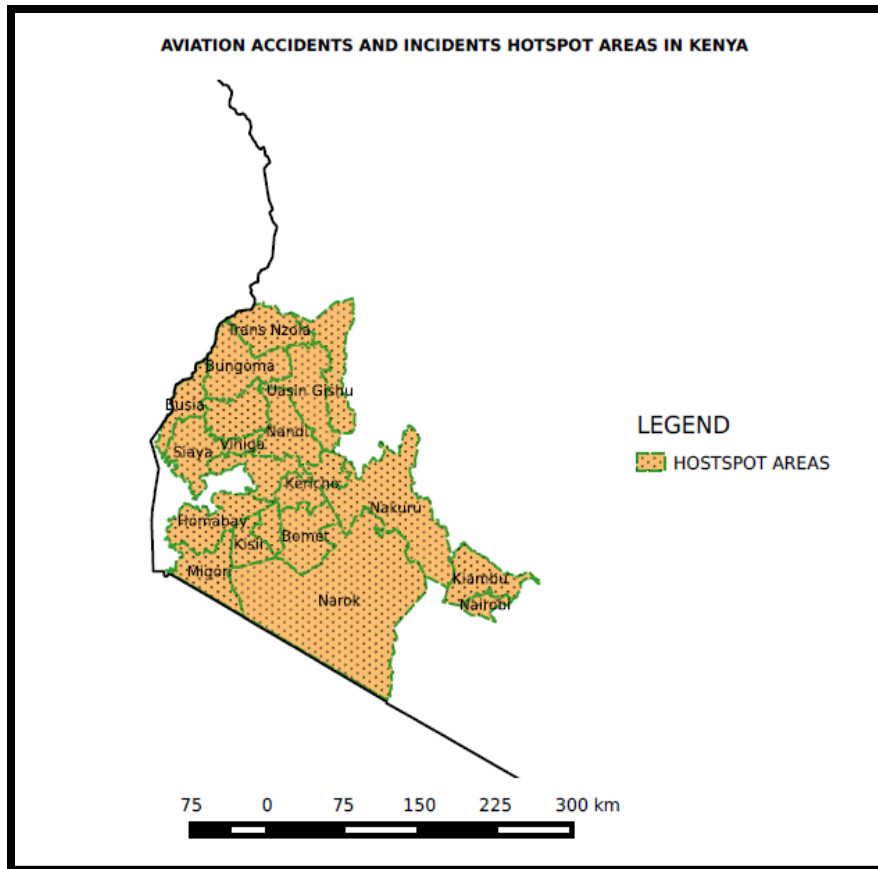 AVIATION ACCIDENTS AND INCIDENTS HOTSPOT AREAS IN KENYA
Trans Nzoia
Bungoma
Uasin Gishu
Busia
Nandi
Vihiga
Siaya
Kericho
Nakuru
Homabay
Bomet
Kisii
Migori
Kiambu
Narok
Nairobi
LEGEND
HOSTSPOT AREAS
75 0 75 150 225 300 km